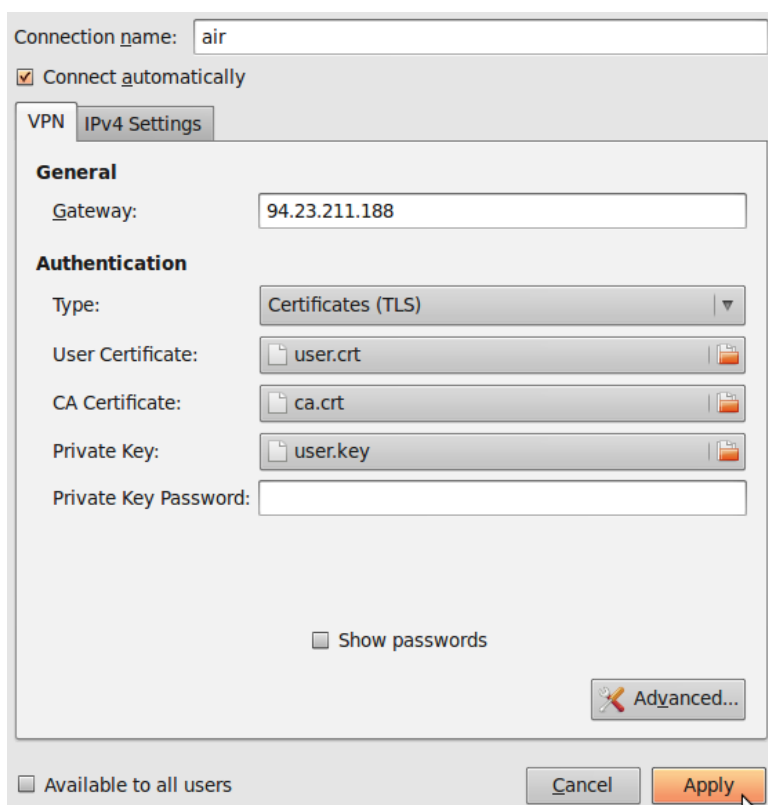 Connection name: air
Connect automatically
VPN IPv4 Settings
General
Gateway: 94.23.211.188
Authentication
Type: Certificates (TLS)
User Certificate: user.crt
CA Certificate: ca.crt
Private Key: user.key
Private Key Password:
Show passwords
Advanced...
Available to all users Cancel Apply